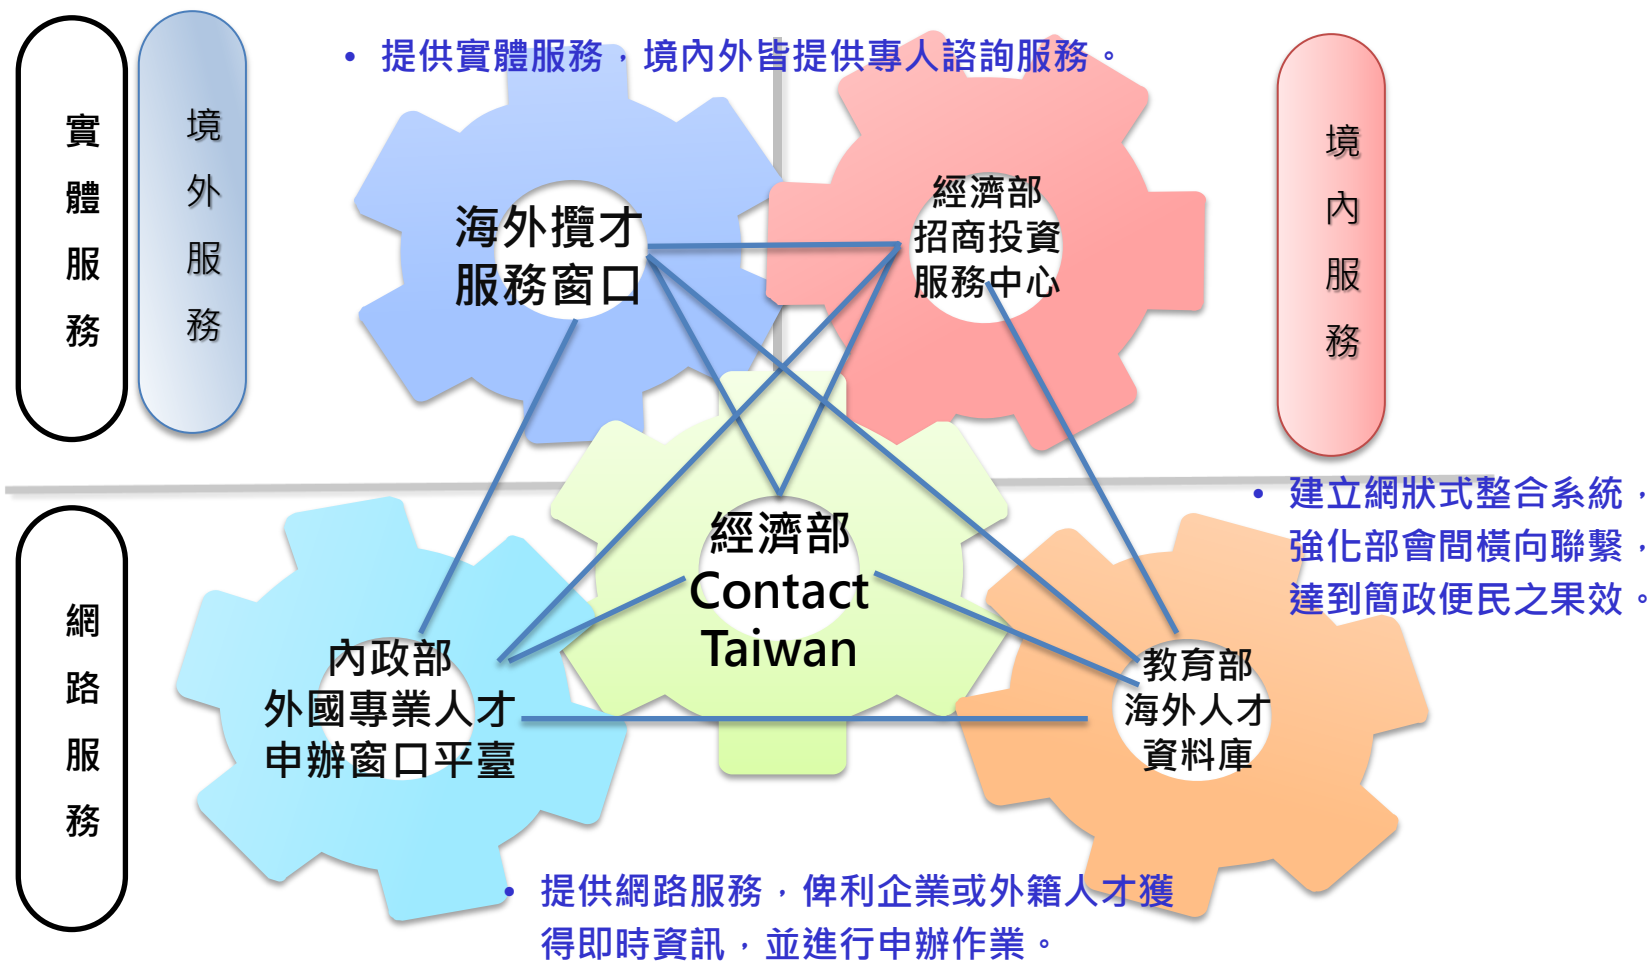 • 提供實體服務，境內外皆提供專人諮詢服務。
實體服務
境外服務
境內服務
海外攬才
服務窗口
經濟部
招商投資
服務中心
• 建立網狀式整合系統，
強化部會間橫向聯繫，
達到簡政便民之果效。
網路服務
經濟部
Contact
Taiwan
內政部
外國專業人才
申辦窗口平臺
教育部
海外人才
資料庫
• 提供網路服務，俾利企業或外籍人才獲
得即時資訊，並進行申辦作業。